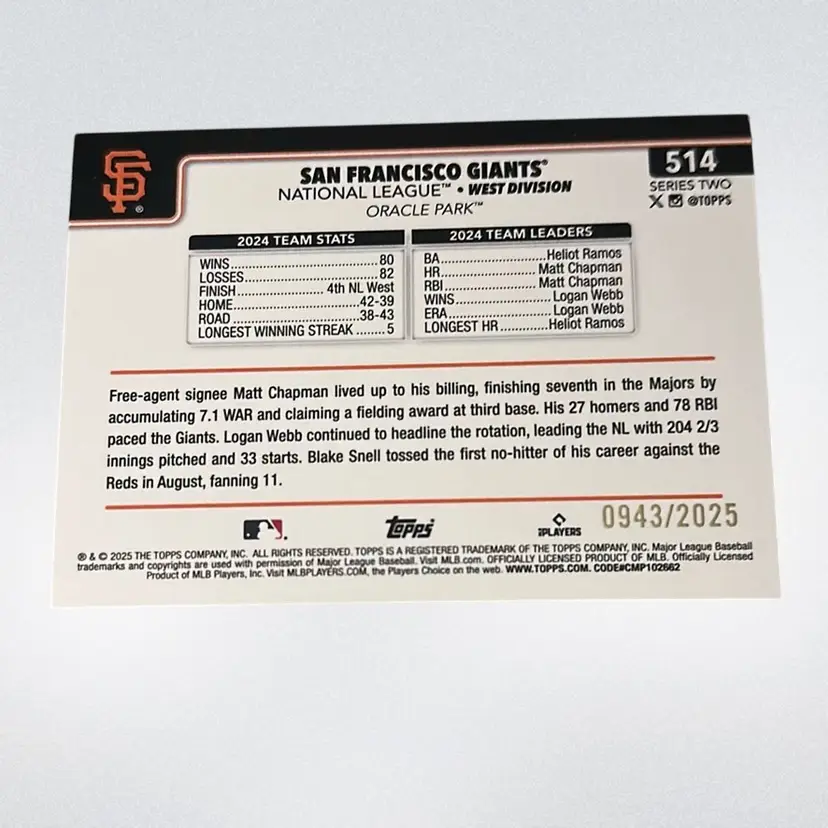 SF
SAN FRANCISCO GIANTS®
NATIONAL LEAGUE™ • WEST DIVISION
ORACLE PARK™
514
SERIES TWO
X @TOPPS
2024 TEAM STATS
WINS 80
LOSSES 82
FINISH 4th NL West
HOME 42-39
ROAD 38-43
LONGEST WINNING STREAK 5
2024 TEAM LEADERS
BA Heliot Ramos
HR Matt Chapman
RBI Matt Chapman
WINS Logan Webb
ERA Logan Webb
LONGEST HR Heliot Ramos
Free-agent signee Matt Chapman lived up to his billing, finishing seventh in the Majors by
accumulating 7.1 WAR and claiming a fielding award at third base. His 27 homers and 78 RBI
paced the Giants. Logan Webb continued to headline the rotation, leading the NL with 204 2/3
innings pitched and 33 starts. Blake Snell tossed the first no-hitter of his career against the
Reds in August, fanning 11.
topps
PLAYERS
0943/2025
® & © 2025 THE TOPPS COMPANY, INC. ALL RIGHTS RESERVED. TOPPS IS A REGISTERED TRADEMARK OF THE TOPPS COMPANY, INC. Major League Baseball
trademarks and copyrights are used with permission of Major League Baseball. Visit MLB.com. OFFICIALLY LICENSED PRODUCT OF MLB. Officially Licensed
Product of MLB Players, Inc. Visit MLBPLAYERS.COM, the Players Choice on the web. WWW.TOPPS.COM. CODE#CMP102662